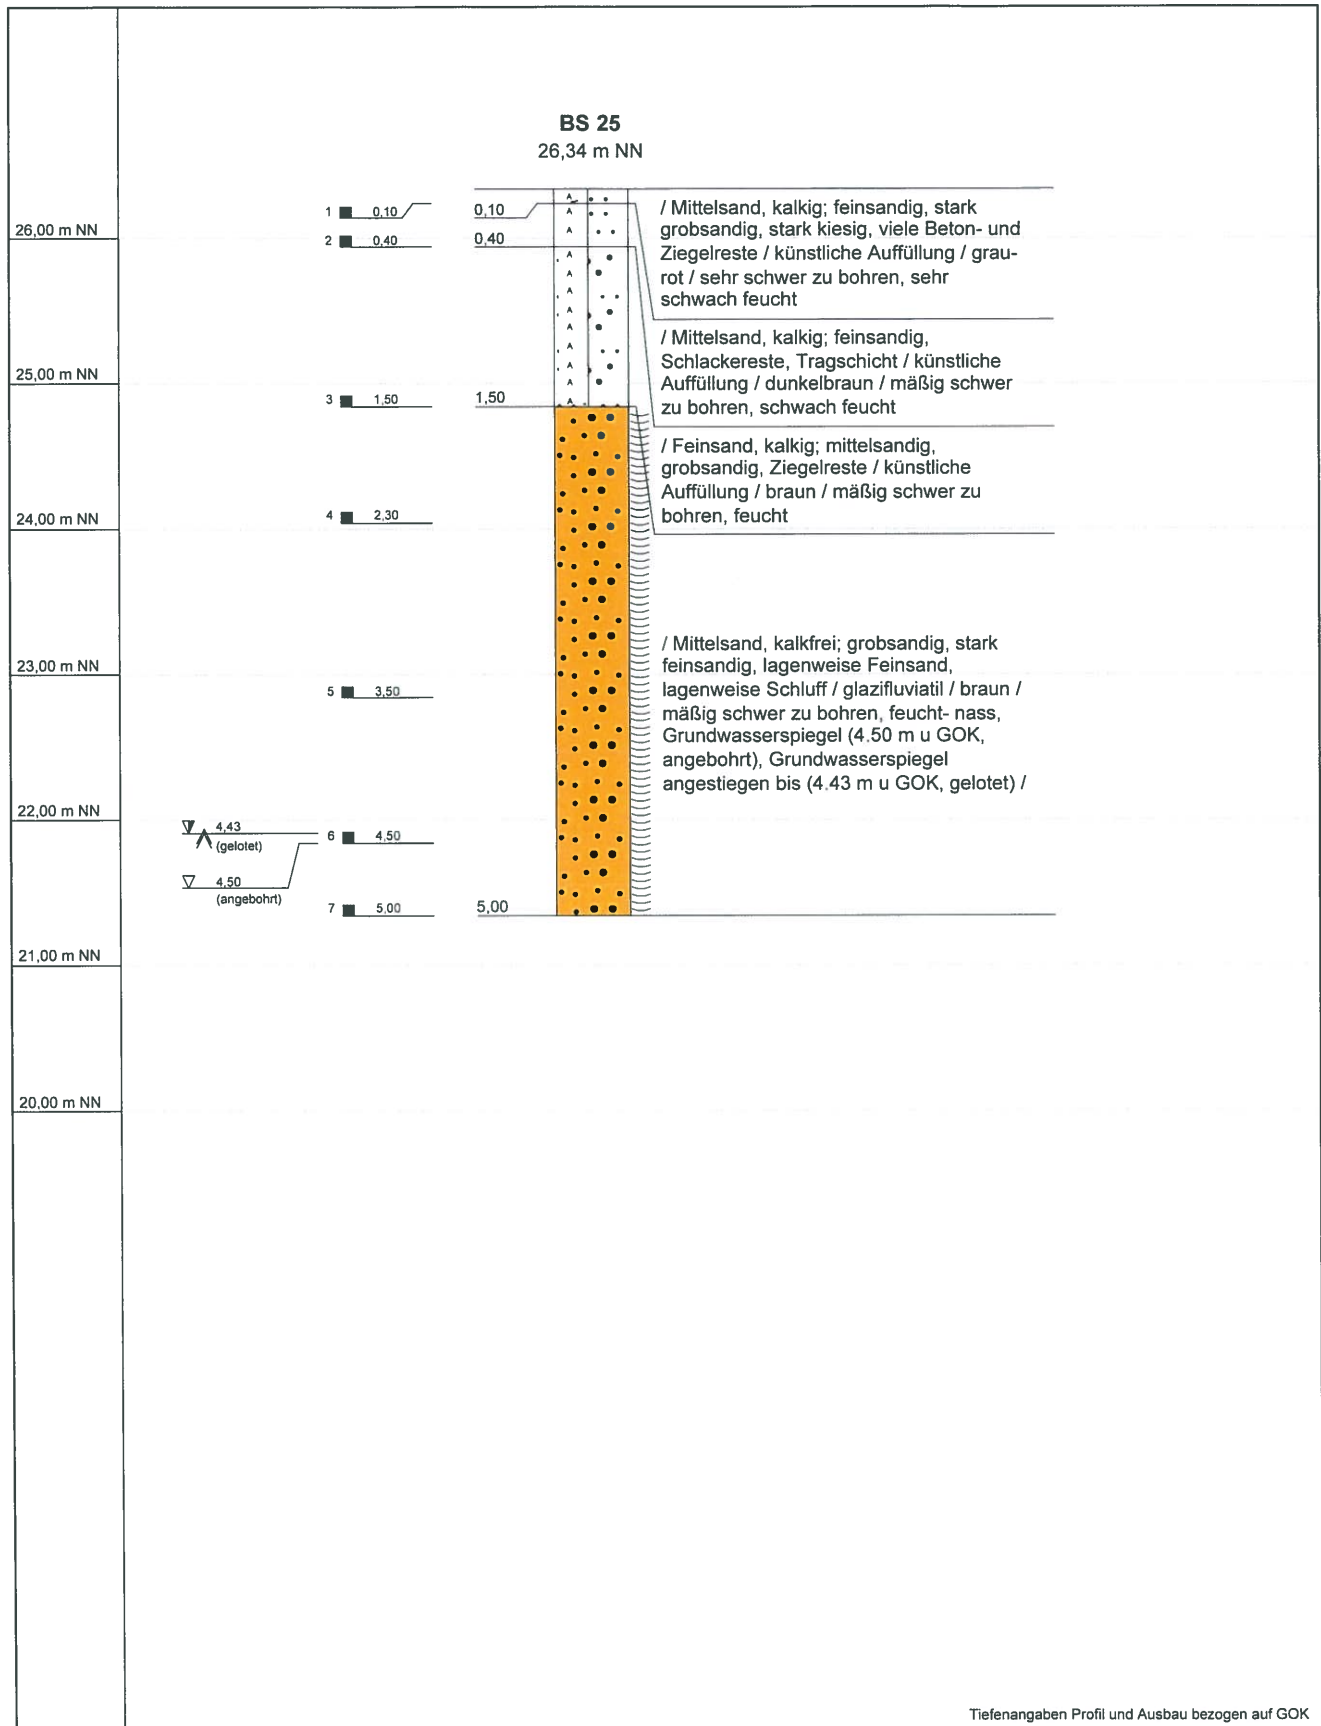 BS 25
26,34 m NN
1 0,10
0,10
/ Mittelsand, kalkig; feinsandig, stark
grobsandig, stark kiesig, viele Beton- und
Ziegelreste / künstliche Auffüllung / grau-
rot / sehr schwer zu bohren, sehr
schwach feucht
26,00 m NN
2 0,40
0,40
/ Mittelsand, kalkig; feinsandig,
Schlackereste, Tragschicht / künstliche
Auffüllung / dunkelbraun / mäßig schwer
zu bohren, schwach feucht
25,00 m NN
3 1,50
1,50
/ Feinsand, kalkig; mittelsandig,
grobsandig, Ziegelreste / künstliche
Auffüllung / braun / mäßig schwer zu
bohren, feucht
4 2,30
24,00 m NN
23,00 m NN
5 3,50
/ Mittelsand, kalkfrei; grobsandig, stark
feinsandig, lagenweise Feinsand,
lagenweise Schluff / glazifluviatil / braun /
mäßig schwer zu bohren, feucht- nass,
Grundwasserspiegel (4.50 m u GOK,
angebohrt), Grundwasserspiegel
angestiegen bis (4.43 m u GOK, gelotet) /
22,00 m NN
4,43
(gelotet)
6 4,50
4,50
(angebohrt)
7 5,00
5,00
21,00 m NN
20,00 m NN
A
A
A
A
A
A
A
A
A
A
A
A
Tiefenangaben Profil und Ausbau bezogen auf GOK